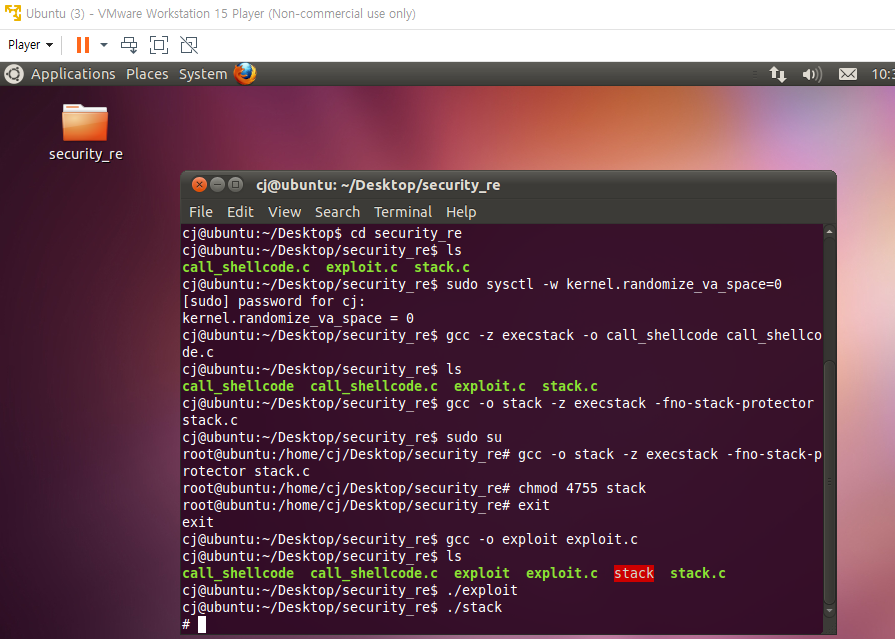 Ubuntu (3) - VMware Workstation 15 Player (Non-commercial use only)
Player
Applications Places System 10:
security_re
cj@ubuntu: ~/Desktop/security_re
File Edit View Search Terminal Help
cj@ubuntu:~/Desktop$ cd security_re
cj@ubuntu:~/Desktop/security_re$ ls
call_shellcode.c  exploit.c  stack.c
cj@ubuntu:~/Desktop/security_re$ sudo sysctl -w kernel.randomize_va_space=0
[sudo] password for cj:
kernel.randomize_va_space = 0
cj@ubuntu:~/Desktop/security_re$ gcc -z execstack -o call_shellcode call_shellco
de.c
cj@ubuntu:~/Desktop/security_re$ ls
call_shellcode  call_shellcode.c  exploit.c  stack.c
cj@ubuntu:~/Desktop/security_re$ gcc -o stack -z execstack -fno-stack-protector
stack.c
cj@ubuntu:~/Desktop/security_re$ sudo su
root@ubuntu:/home/cj/Desktop/security_re# gcc -o stack -z execstack -fno-stack-p
rotector stack.c
root@ubuntu:/home/cj/Desktop/security_re# chmod 4755 stack
root@ubuntu:/home/cj/Desktop/security_re# exit
exit
cj@ubuntu:~/Desktop/security_re$ gcc -o exploit exploit.c
cj@ubuntu:~/Desktop/security_re$ ls
call_shellcode  call_shellcode.c  exploit  exploit.c  stack  stack.c
cj@ubuntu:~/Desktop/security_re$ ./exploit
cj@ubuntu:~/Desktop/security_re$ ./stack
#